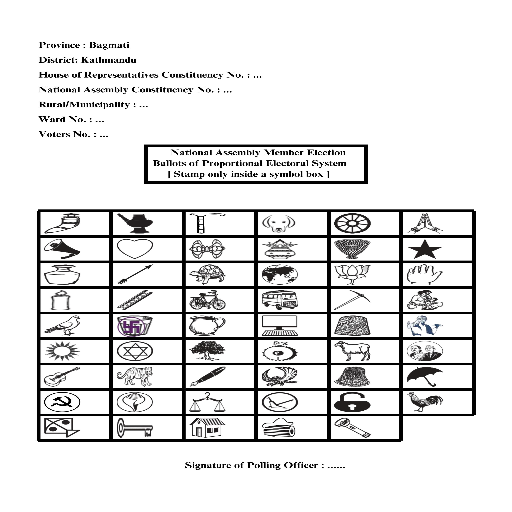 Province : Bagmati
District: Kathmandu
House of Representatives Constituency No. : ...
National Assembly Constituency No. : ...
Rural/Municipality : ...
Ward No. : ...
Voters No. : ...
National Assembly Member Election
Ballots of Proportional Electoral System
[ Stamp only inside a symbol box ]
Signature of Polling Officer : ......